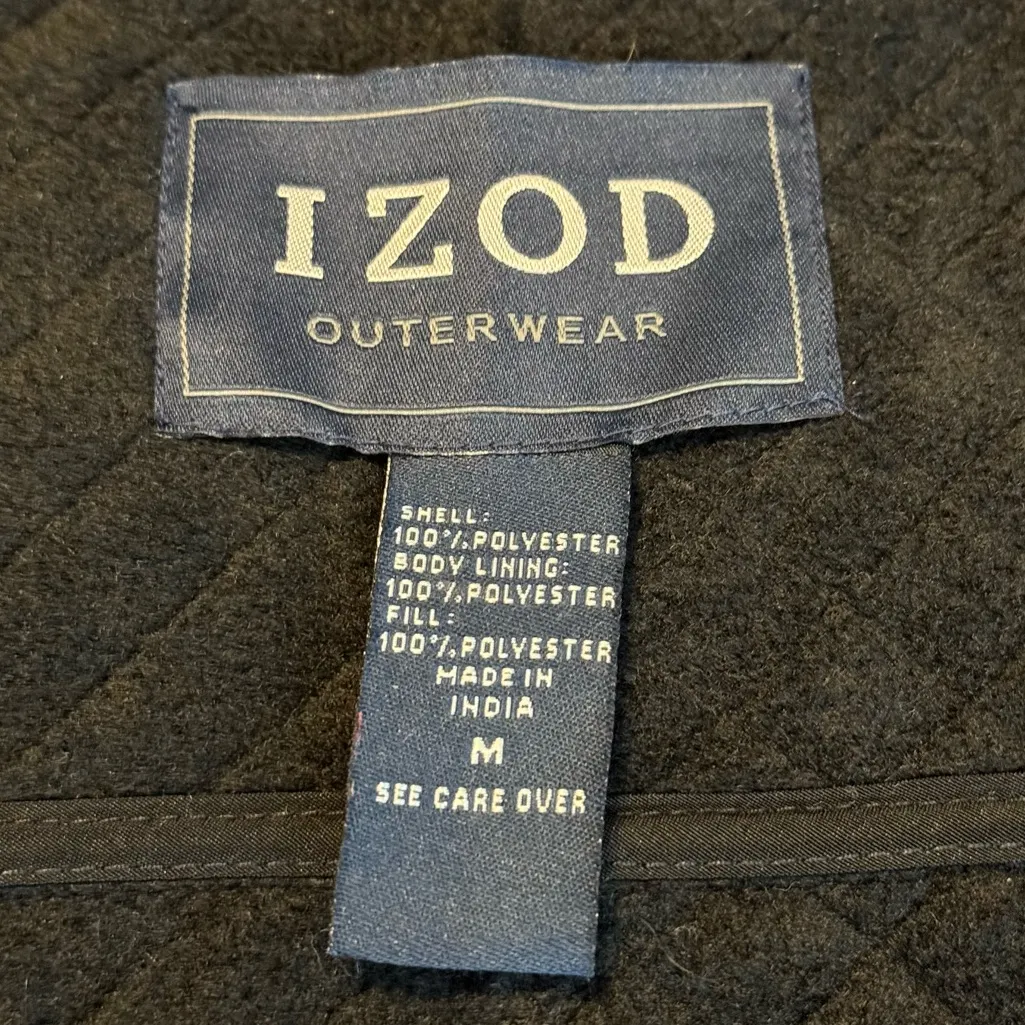 IZOD
OUTERWEAR
SHELL:
100%POLYESTER
BODY LINING:
100%POLYESTER
FILL:
100%POLYESTER
MADE IN
INDIA
M
SEE CARE OVER